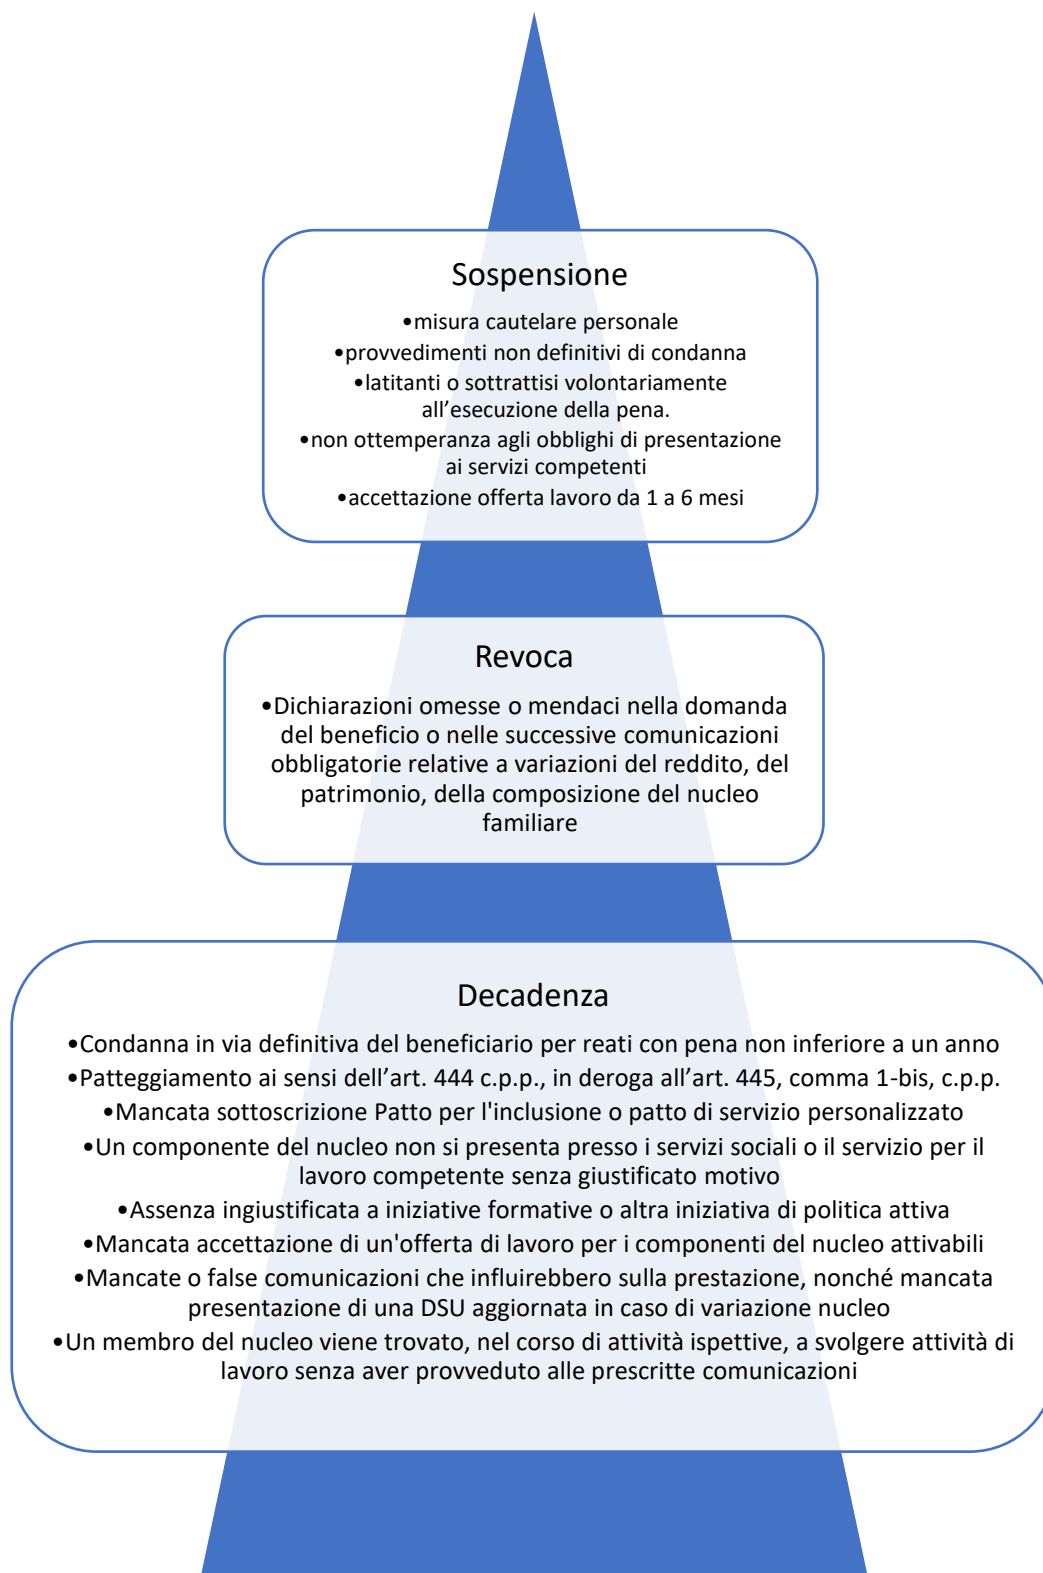 Sospensione
•misura cautelare personale
•provvedimenti non definitivi di condanna
•latitanti o sottrattisi volontariamente
all’esecuzione della pena.
•non ottemperanza agli obblighi di presentazione
ai servizi competenti
•accettazione offerta lavoro da 1 a 6 mesi
Revoca
•Dichiarazioni omesse o mendaci nella domanda
del beneficio o nelle successive comunicazioni
obbligatorie relative a variazioni del reddito, del
patrimonio, della composizione del nucleo
familiare
Decadenza
•Condanna in via definitiva del beneficiario per reati con pena non inferiore a un anno
•Patteggiamento ai sensi dell’art. 444 c.p.p., in deroga all’art. 445, comma 1-bis, c.p.p.
•Mancata sottoscrizione Patto per l'inclusione o patto di servizio personalizzato
•Un componente del nucleo non si presenta presso i servizi sociali o il servizio per il
lavoro competente senza giustificato motivo
•Assenza ingiustificata a iniziative formative o altra iniziativa di politica attiva
•Mancata accettazione di un'offerta di lavoro per i componenti del nucleo attivabili
•Mancate o false comunicazioni che influirebbero sulla prestazione, nonché mancata
presentazione di una DSU aggiornata in caso di variazione nucleo
•Un membro del nucleo viene trovato, nel corso di attività ispettive, a svolgere attività di
lavoro senza aver provveduto alle prescritte comunicazioni